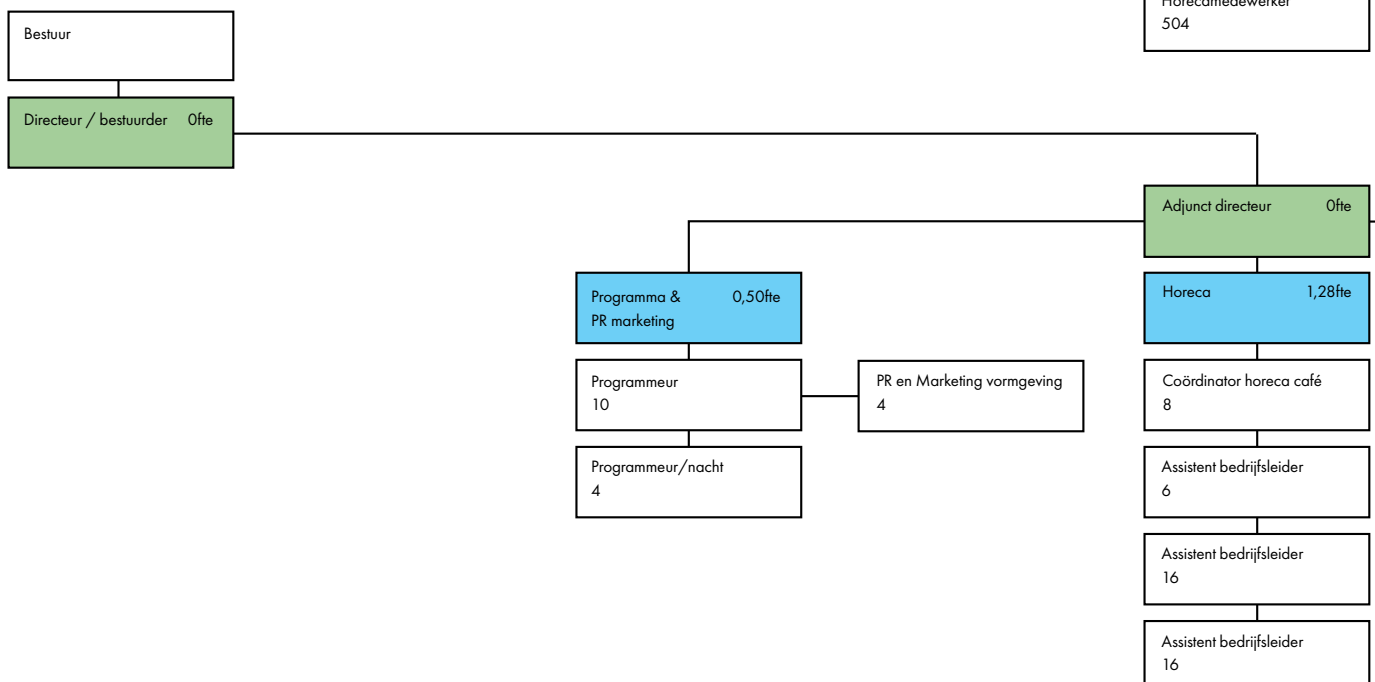 Horecamedewerker
504
Bestuur
Directeur / bestuurder 0fte
Adjunct directeur 0fte
Programma & 0,50fte
PR marketing
Horeca 1,28fte
Programmeur
10
PR en Marketing vormgeving
4
Coördinator horeca café
8
Programmeur/nacht
4
Assistent bedrijfsleider
6
Assistent bedrijfsleider
16
Assistent bedrijfsleider
16